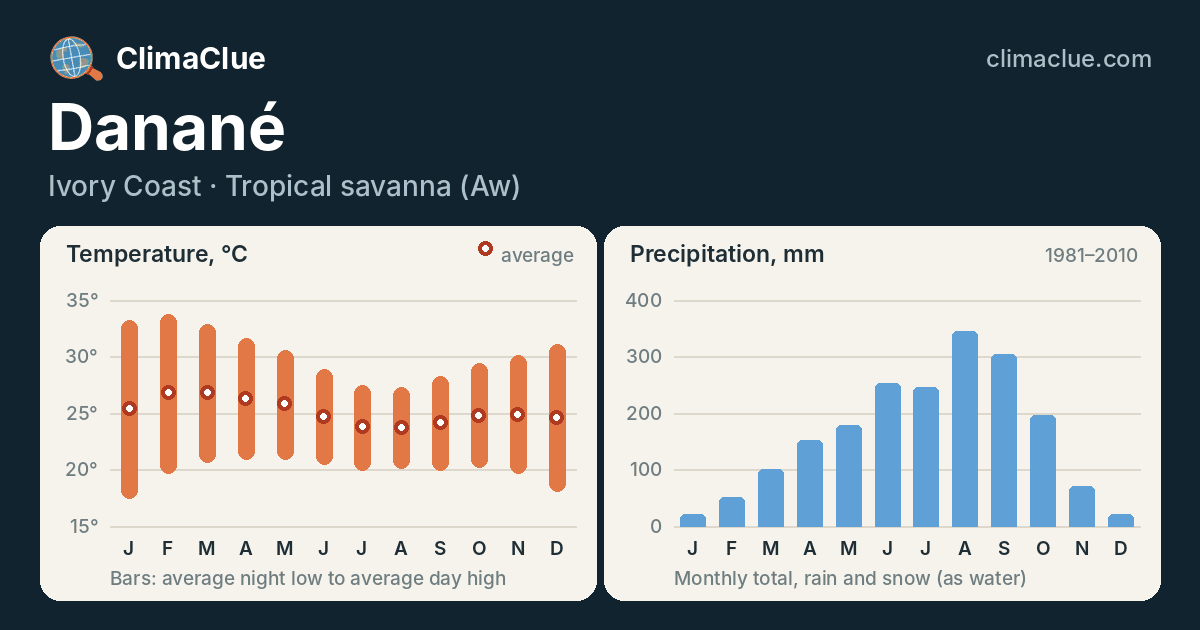 ClimaClue
climaclue.com
Danané
Ivory Coast · Tropical savanna (Aw)
Temperature, °C
average
35°
30°
25°
20°
15°
J F M A M J J A S O N D
Bars: average night low to average day high
Precipitation, mm
1981–2010
400
300
200
100
0
J F M A M J J A S O N D
Monthly total, rain and snow (as water)